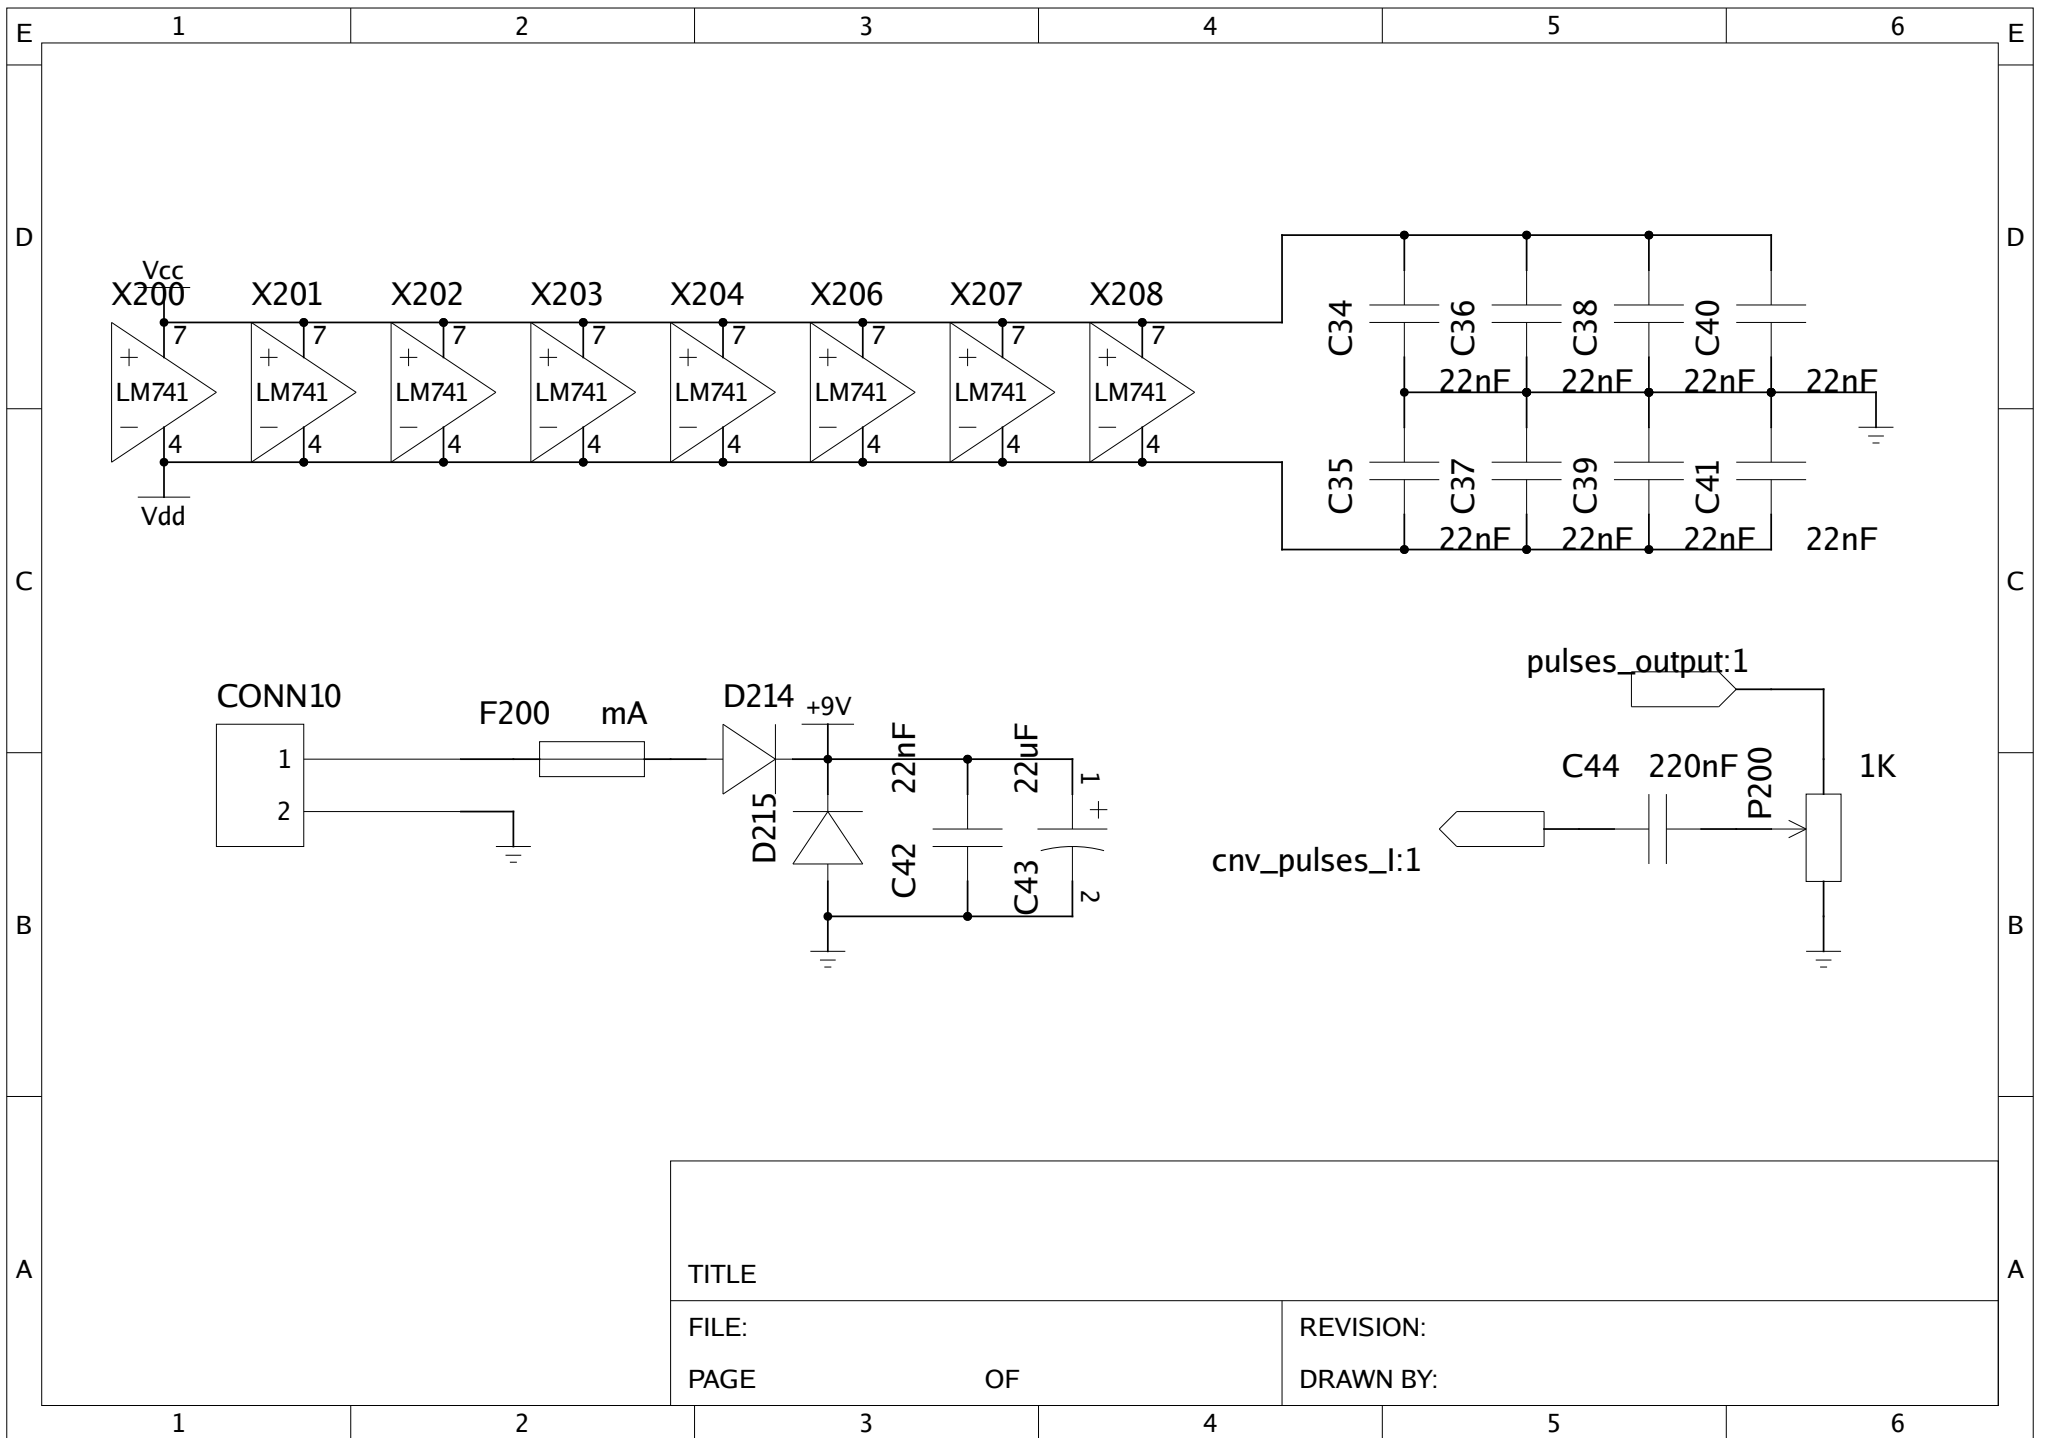 E 1 2 3 4 5 6 E
D D
Vcc
X200 X201 X202 X203 X204 X206 X207 X208
7 7 7 7 7 7 7 7
+ + + + + + + +
C34 C36 C38 C40
LM741 LM741 LM741 LM741 LM741 LM741 LM741 LM741
22nF 22nF 22nF 22nF
4 4 4 4 4 4 4 4
C35 C37 C39 C41
Vdd
22nF 22nF 22nF 22nF
C C
pulses_output:1
CONN10 F200 mA D214 +9V
1
2
D215
22nF
C42
22uF
C43
1
+
2
C44 220nF P200 1K
cnv_pulses_I:1
B B
A A
TITLE
FILE: REVISION:
PAGE OF DRAWN BY:
1 2 3 4 5 6